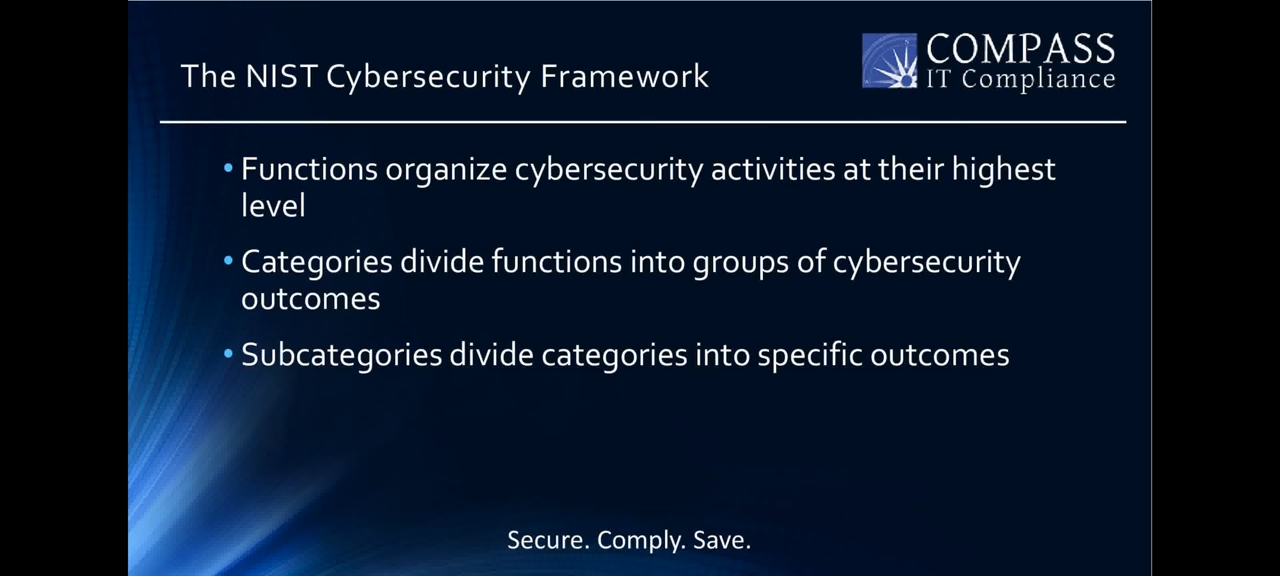 The NIST Cybersecurity Framework
COMPASS
IT Compliance
• Functions organize cybersecurity activities at their highest
level
• Categories divide functions into groups of cybersecurity
outcomes
• Subcategories divide categories into specific outcomes
Secure. Comply. Save.